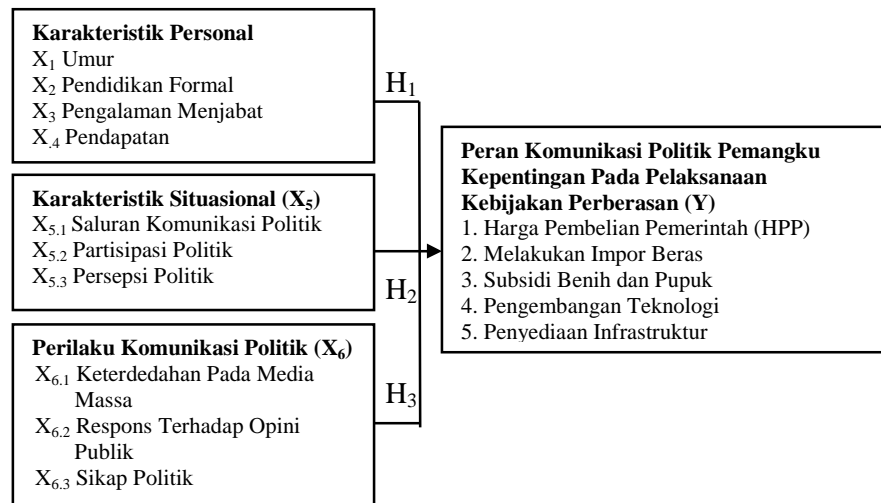 Karakteristik Personal
X1 Umur
X2 Pendidikan Formal
X3 Pengalaman Menjabat
X.4 Pendapatan
H1
Karakteristik Situasional (X5)
X5.1 Saluran Komunikasi Politik
X5.2 Partisipasi Politik
X5.3 Persepsi Politik
H2
Perilaku Komunikasi Politik (X6)
X6.1 Keterdedahan Pada Media
Massa
X6.2 Respons Terhadap Opini
Publik
X6.3 Sikap Politik
H3
Peran Komunikasi Politik Pemangku
Kepentingan Pada Pelaksanaan
Kebijakan Perberasan (Y)
1. Harga Pembelian Pemerintah (HPP)
2. Melakukan Impor Beras
3. Subsidi Benih dan Pupuk
4. Pengembangan Teknologi
5. Penyediaan Infrastruktur